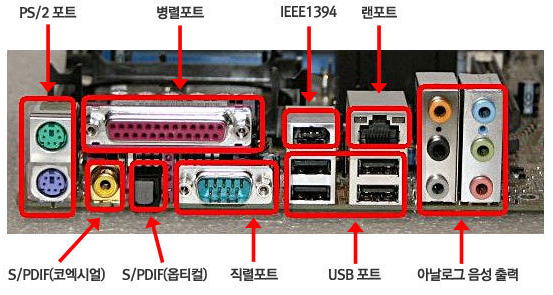 PS/2 포트
병렬포트
IEEE1394
랜포트
S/PDIF(코엑시얼)
S/PDIF(옵티컬)
직렬포트
USB 포트
아날로그 음성 출력